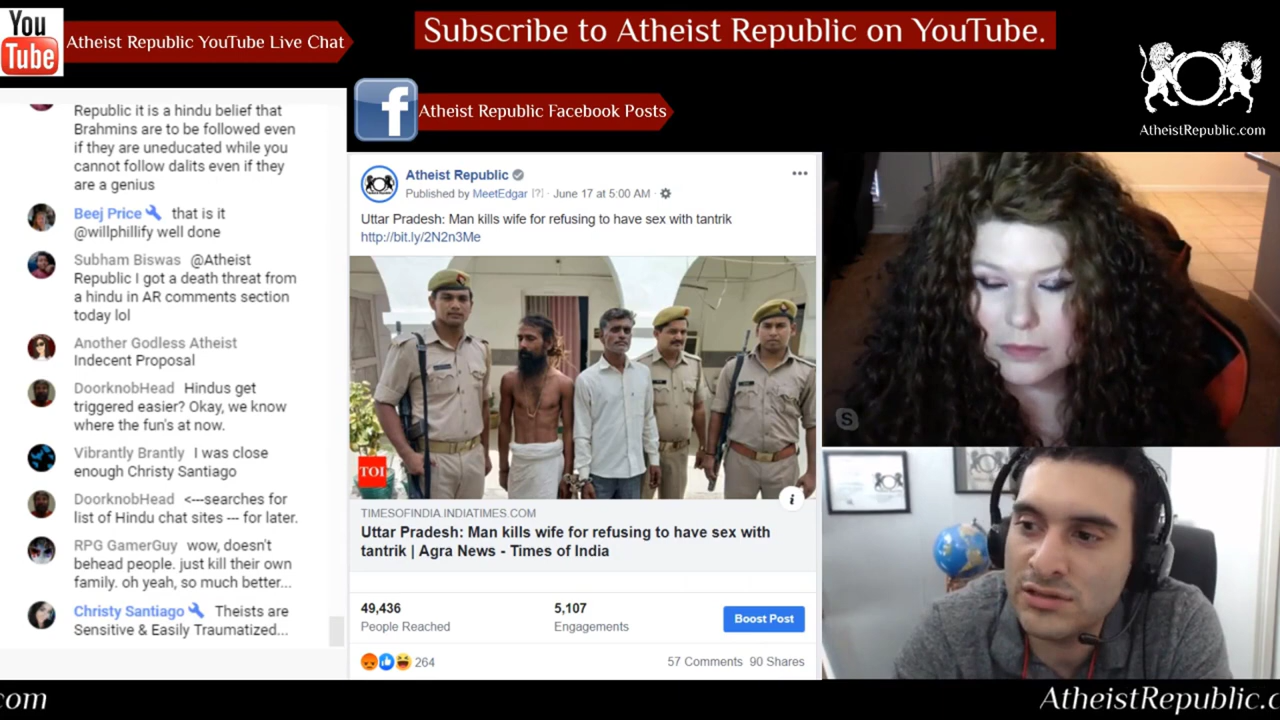 You
Tube
Atheist Republic YouTube Live Chat
Subscribe to Atheist Republic on YouTube.
AtheistRepublic.com
Atheist Republic Facebook Posts
Republic it is a hindu belief that
Brahmins are to be followed even
if they are uneducated while you
cannot follow dalits even if they
are a genius
Beej Price that is it
@willphillify well done
Subham Biswas @Atheist
Republic I got a death threat from
a hindu in AR comments section
today lol
Another Godless Atheist
Indecent Proposal
DoorknobHead Hindus get
triggered easier? Okay, we know
where the fun's at now.
Vibrantly Brantly I was close
enough Christy Santiago
DoorknobHead <---searches for
list of Hindu chat sites --- for later.
RPG GamerGuy wow, doesn't
behead people. just kill their own
family. oh yeah, so much better...
Christy Santiago Theists are
Sensitive & Easily Traumatized...
Atheist Republic
Published by MeetEdgar [?] · June 17 at 5:00 AM ·
Uttar Pradesh: Man kills wife for refusing to have sex with tantrik
http://bit.ly/2N2n3Me
TOI
TIMESOFINDIA.INDIATIMES.COM
Uttar Pradesh: Man kills wife for refusing to have sex with
tantrik | Agra News - Times of India
49,436
People Reached
5,107
Engagements
Boost Post
264
57 Comments 90 Shares
.com
AtheistRepublic.c